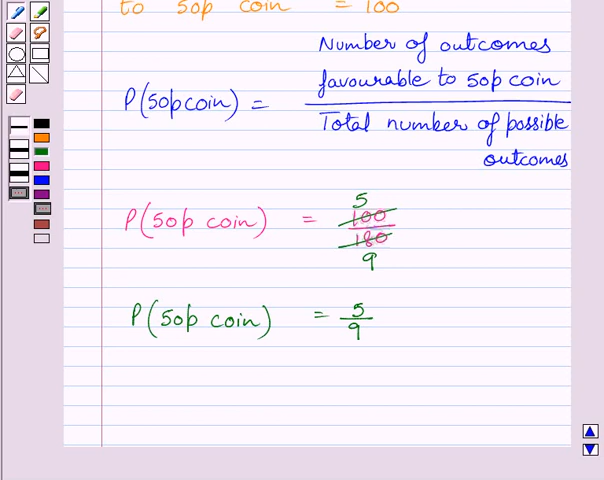 to 50p coin = 100
Number of outcomes
favourable to 50p coin
P(50p coin) =
Total number of possible
outcomes
5
P(50p coin) = 100
180
9
P(50p coin) = 5
9